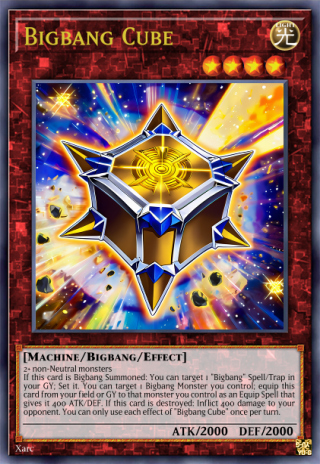 Bigbang Cube
LIGHT
光
[Machine/Bigbang/Effect]
2+ non-Neutral monsters
If this card is Bigbang Summoned: You can target 1 "Bigbang" Spell/Trap in
your GY; Set it. You can target 1 Bigbang Monster you control; equip this
card from your field or GY to that monster you control as an Equip Spell that
gives it 400 ATK/DEF. If this card is destroyed: Inflict 400 damage to your
opponent. You can only use each effect of "Bigbang Cube" once per turn.
ATK/2000 DEF/2000
Xarc